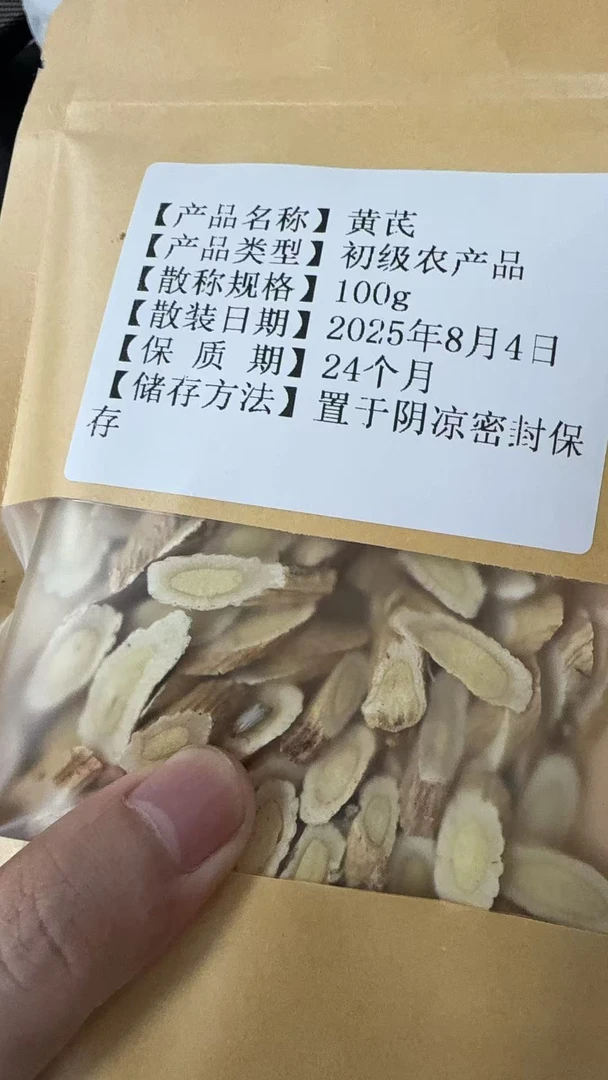 【产品名称】黄芪
【产品类型】初级农产品
【散称规格】100g
【散装日期】2025年8月4日
【保 质 期】24个月
【储存方法】置于阴凉密封保
存